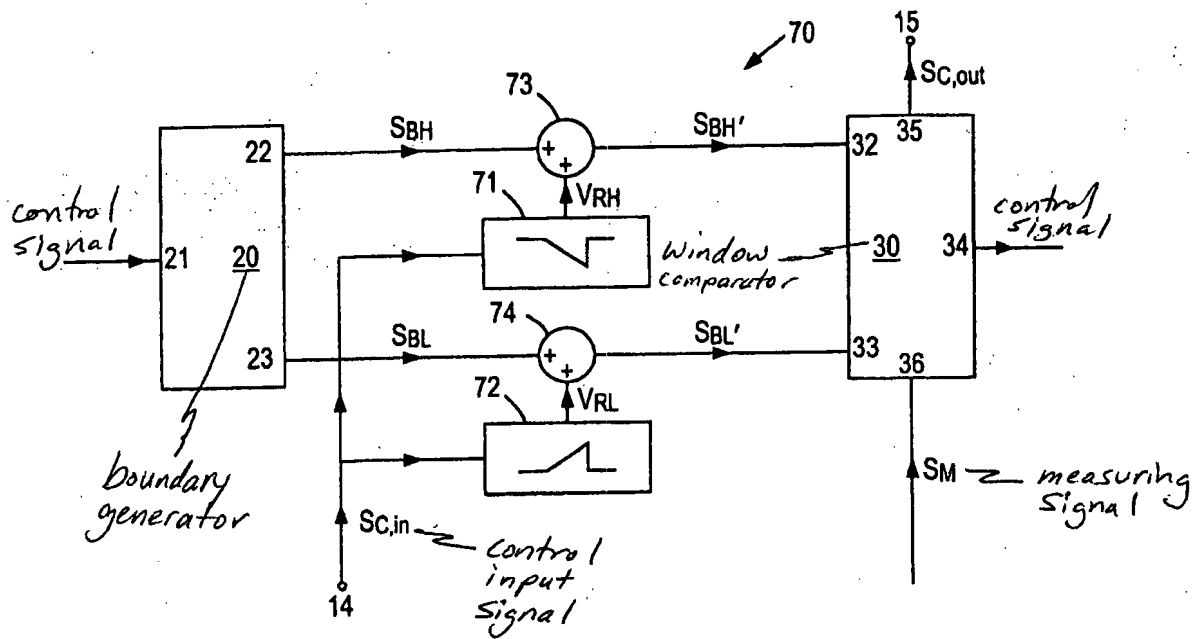 15
70
SC,out
73
SBH
SBH'
22
32
35
71
VRH
control
signal
21
20
window
comparator
30
34
control
signal
74
SBL
SBL'
23
33
36
72
VRL
boundary
generator
SC,in
control
input
signal
14
SM
measuring
signal